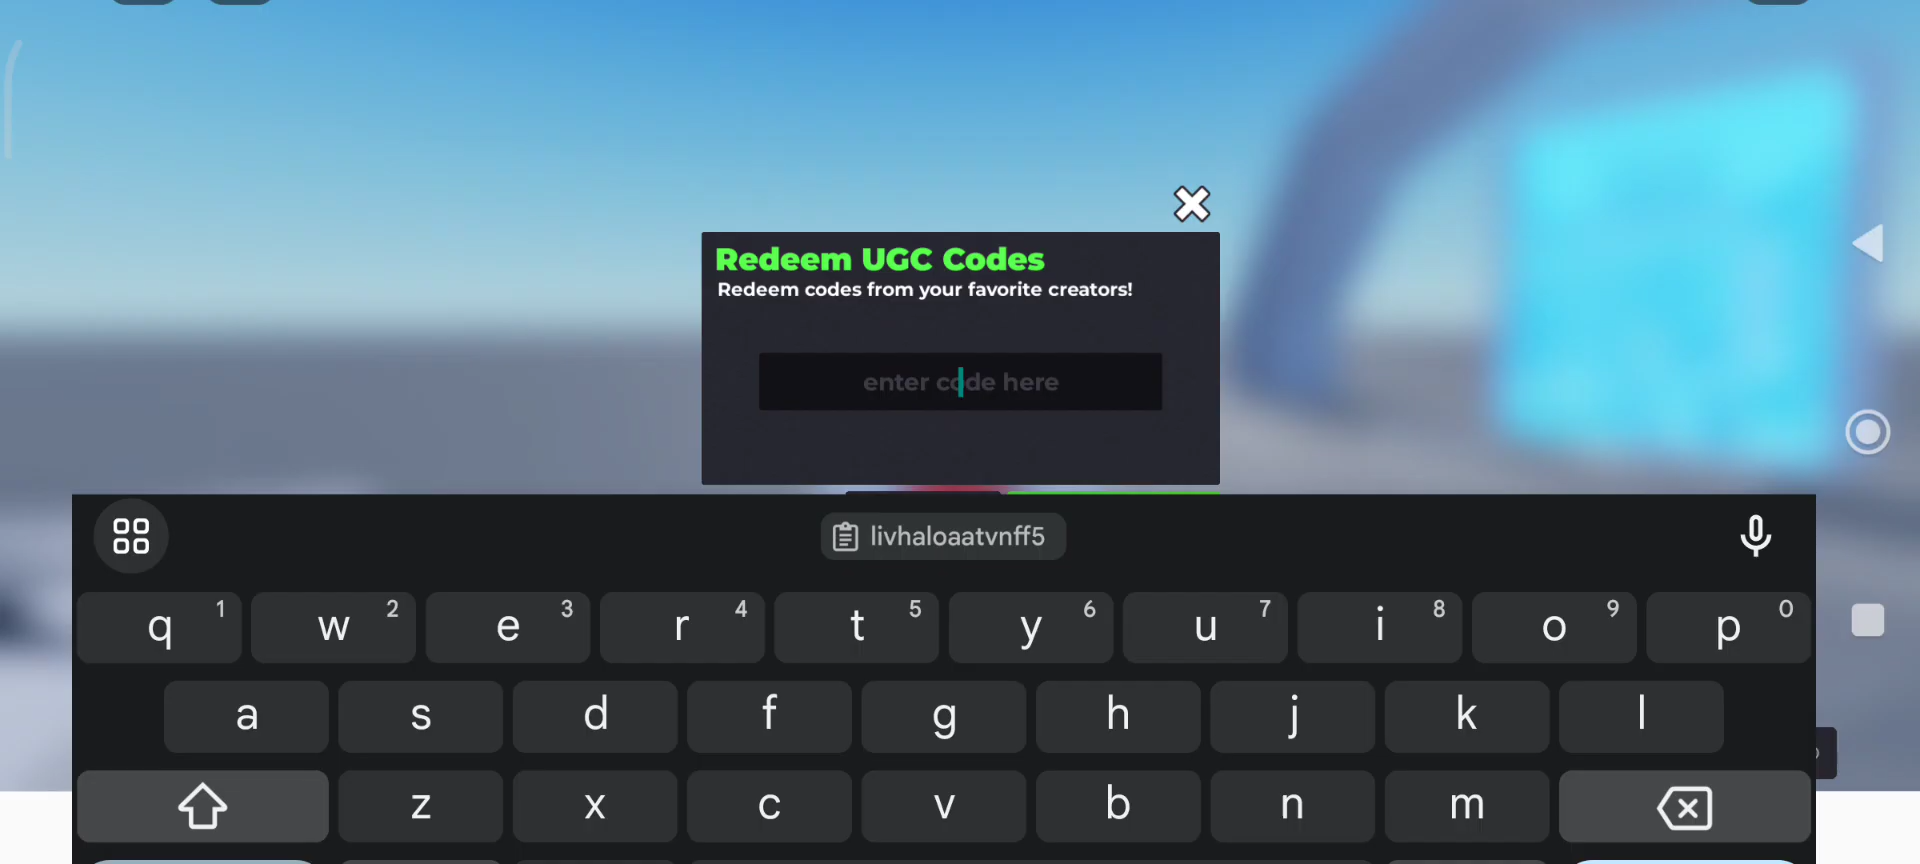 Redeem UGC Codes
Redeem codes from your favorite creators!
enter code here
livhaloaatvnff5
q 1 w 2 e 3 r 4 t 5 y 6 u 7 i 8 o 9 p 0
a s d f g h j k l
z x c v b n m